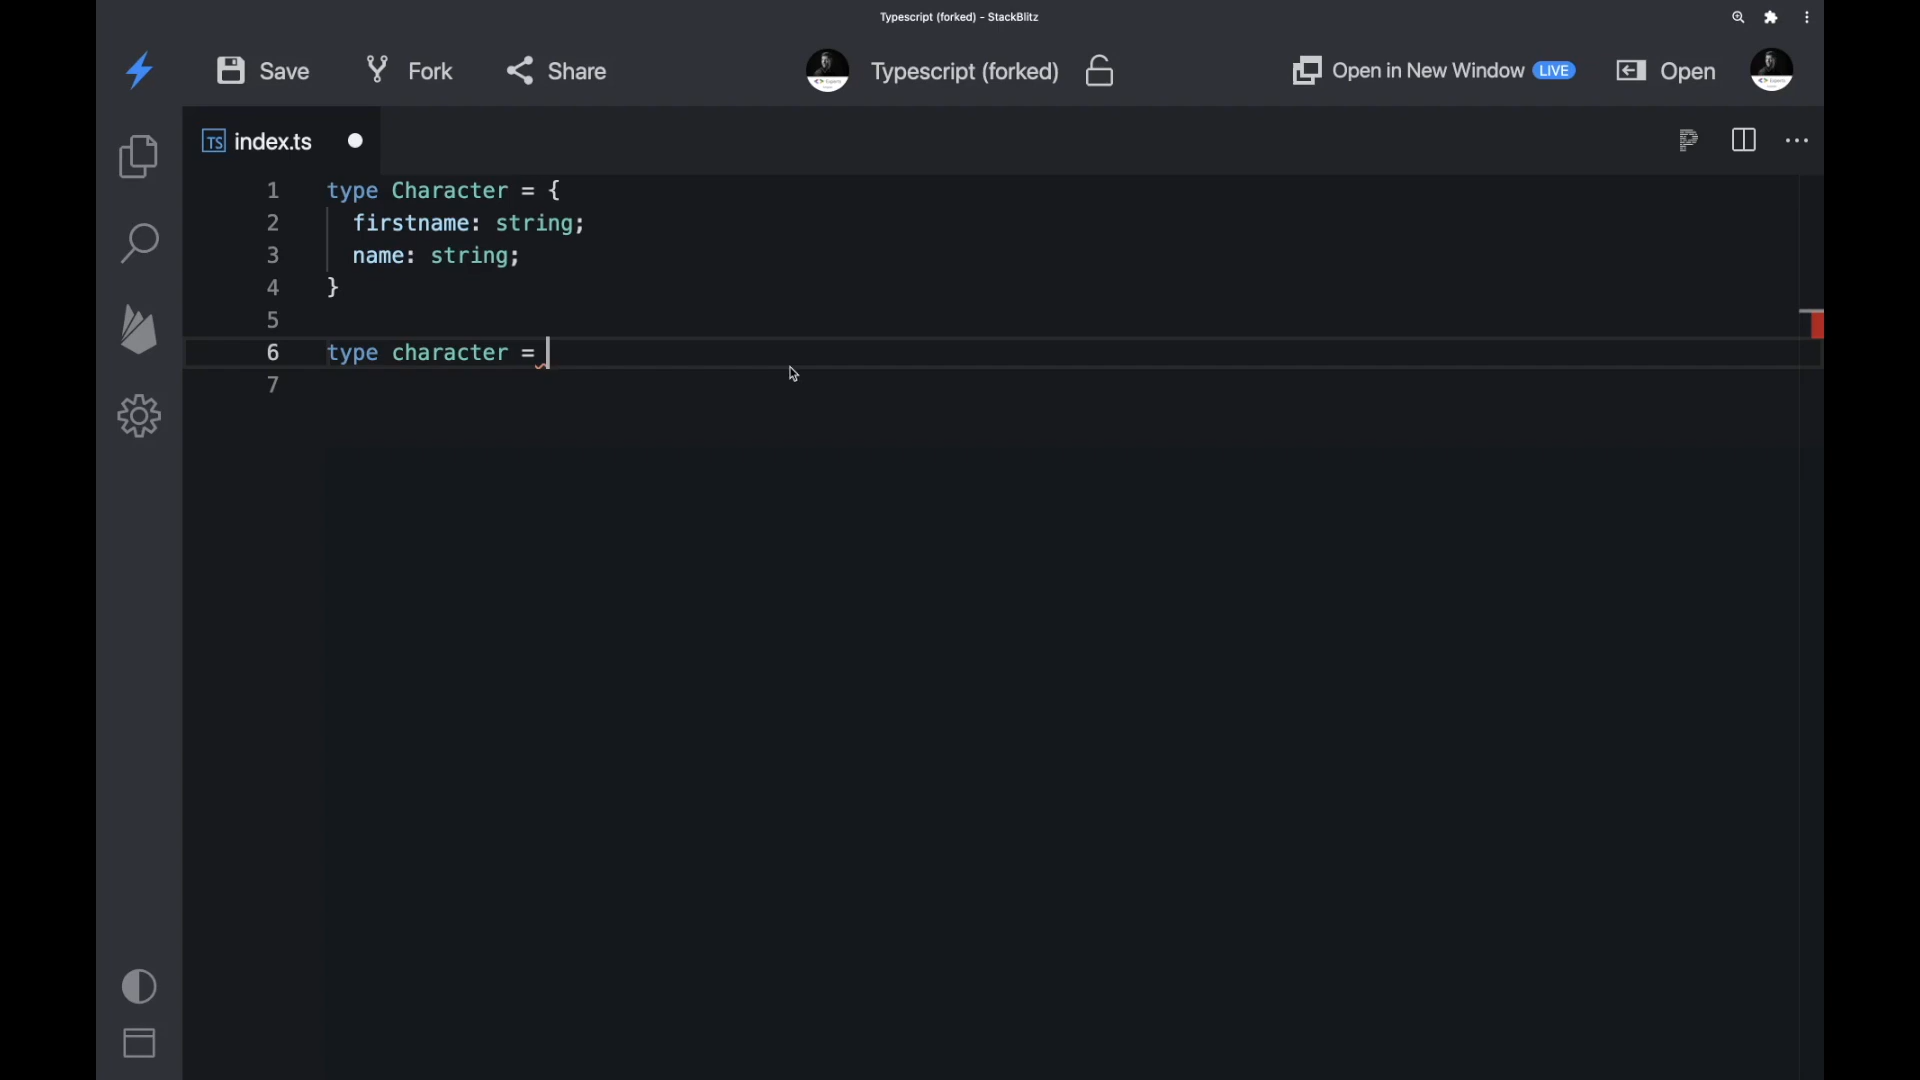 Typescript (forked) - StackBlitz
Save
Fork
Share
Typescript (forked)
Open in New Window LIVE
Open
TS index.ts
1 type Character = {
2 firstname: string;
3 name: string;
4 }
5
6 type character =
7